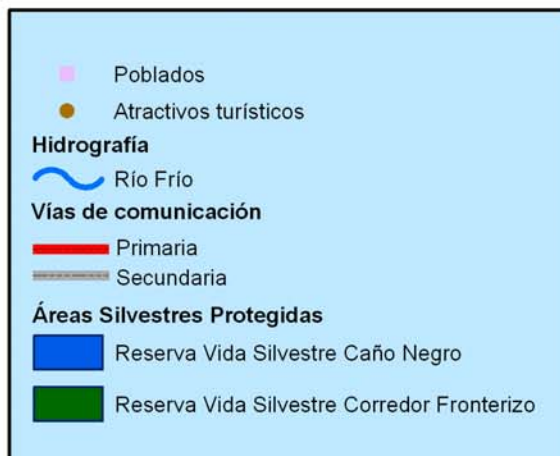 Poblados
Atractivos turísticos
Hidrografía
Río Frío
Vías de comunicación
Primaria
Secundaria
Áreas Silvestres Protegidas
Reserva Vida Silvestre Caño Negro
Reserva Vida Silvestre Corredor Fronterizo